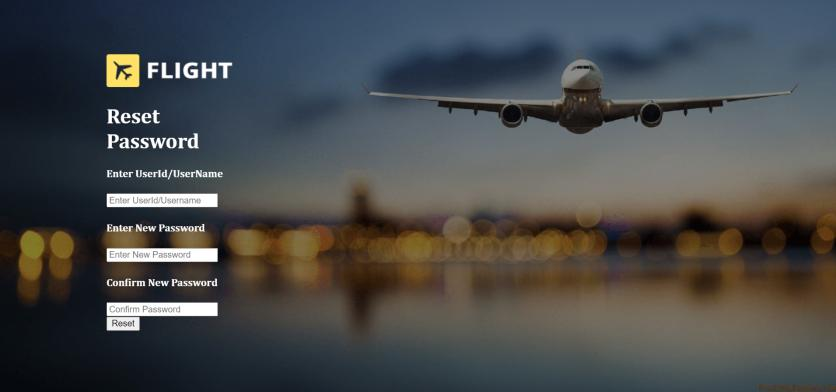 FLIGHT
Reset
Password
Enter UserId/UserName
Enter UserId/Username
Enter New Password
Enter New Password
Confirm New Password
Confirm Password
Reset